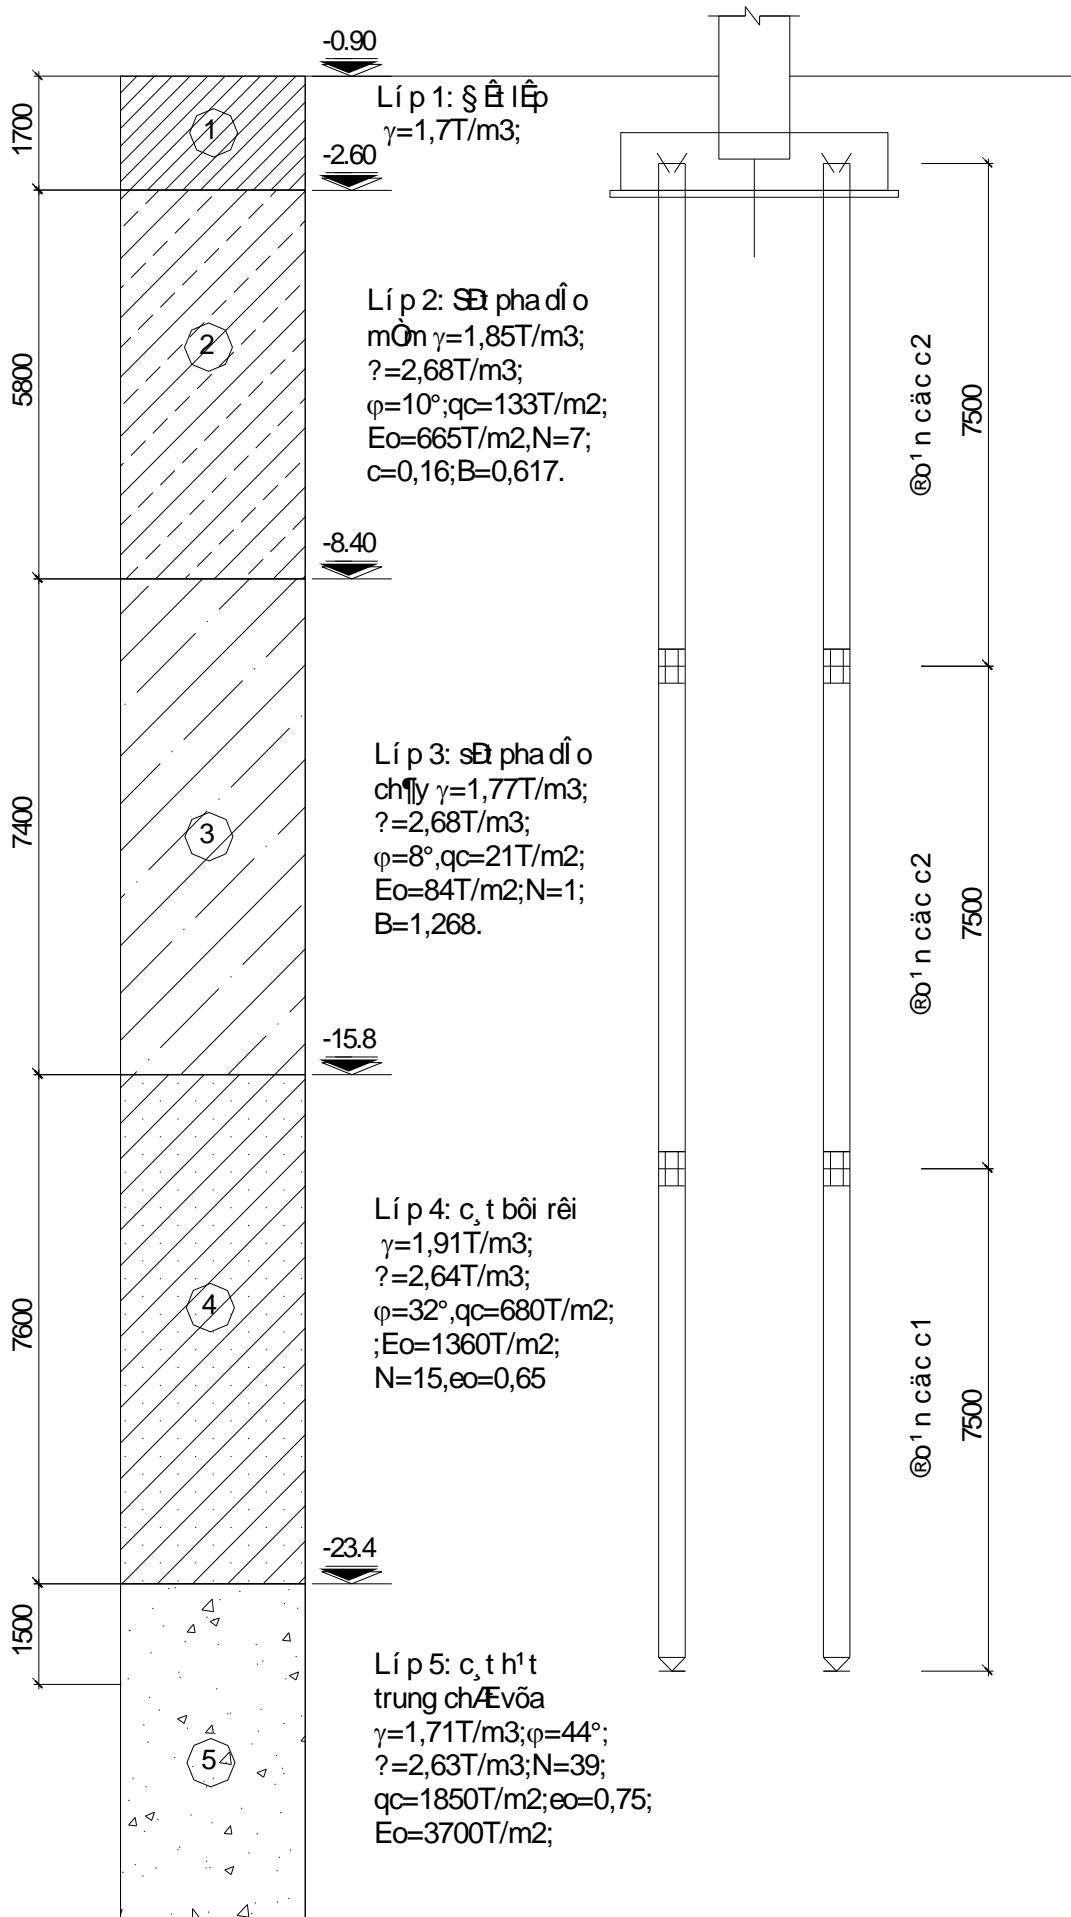 -0.90
Líp 1: §Êt lÊp
γ=1,7T/m3;
1700
1
-2.60
Líp 2: SÐt pha dÎo
mÒm γ=1,85T/m3;
?=2,68T/m3;
φ=10°;qc=133T/m2;
Eo=665T/m2,N=7;
c=0,16;B=0,617.
5800
2
®o¹n cäc c2
7500
-8.40
Líp 3: sÐt pha dÎo
ch¶y γ=1,77T/m3;
?=2,68T/m3;
φ=8°,qc=21T/m2;
Eo=84T/m2;N=1;
B=1,268.
7400
3
®o¹n cäc c2
7500
-15.8
Líp 4: c¸t bôi rêi
γ=1,91T/m3;
?=2,64T/m3;
φ=32°,qc=680T/m2;
;Eo=1360T/m2;
N=15,eo=0,65
7600
4
®o¹n cäc c1
7500
-23.4
1500
Líp 5: c¸t h¹t
trung chÆt võa
γ=1,71T/m3;φ=44°;
?=2,63T/m3;N=39;
qc=1850T/m2;eo=0,75;
Eo=3700T/m2;
5